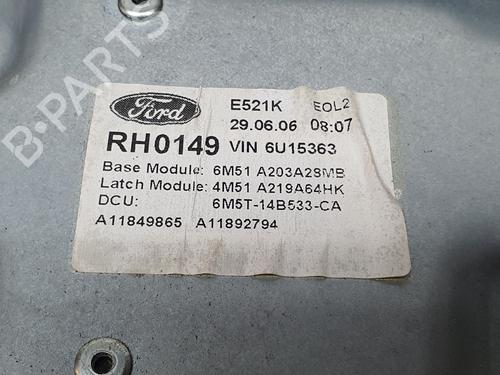 B-PARTS
Ford
E521K EOL2
29.06.06 08:07
RH0149 VIN 6U15363
Base Module: 6M51 A203A28MB
Latch Module: 4M51 A219A64HK
DCU: 6M5T-14B533-CA
A11849865 A11892794